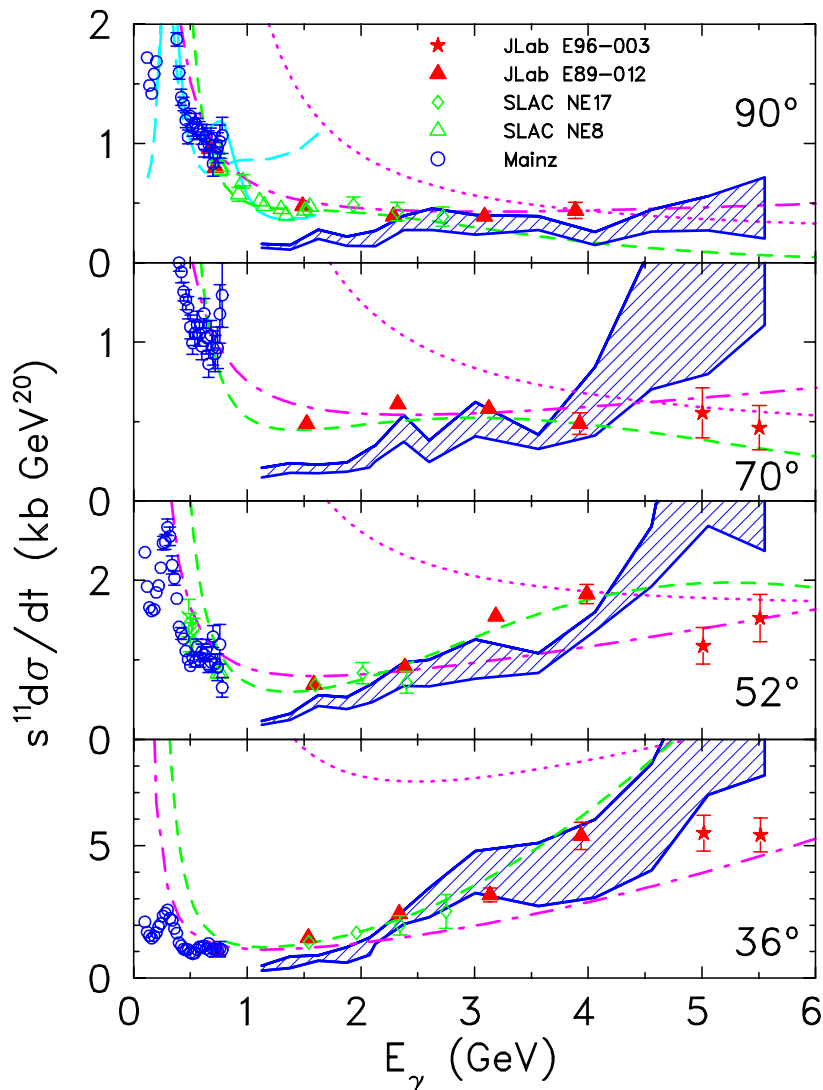 2
JLab E96-003
JLab E89-012
SLAC NE17
SLAC NE8
Mainz
90°
1
0
1
70°
0
2
52°
0
5
36°
0
0 1 2 3 4 5 6
E_γ (GeV)
s¹¹dσ/dt (kb GeV²⁰)